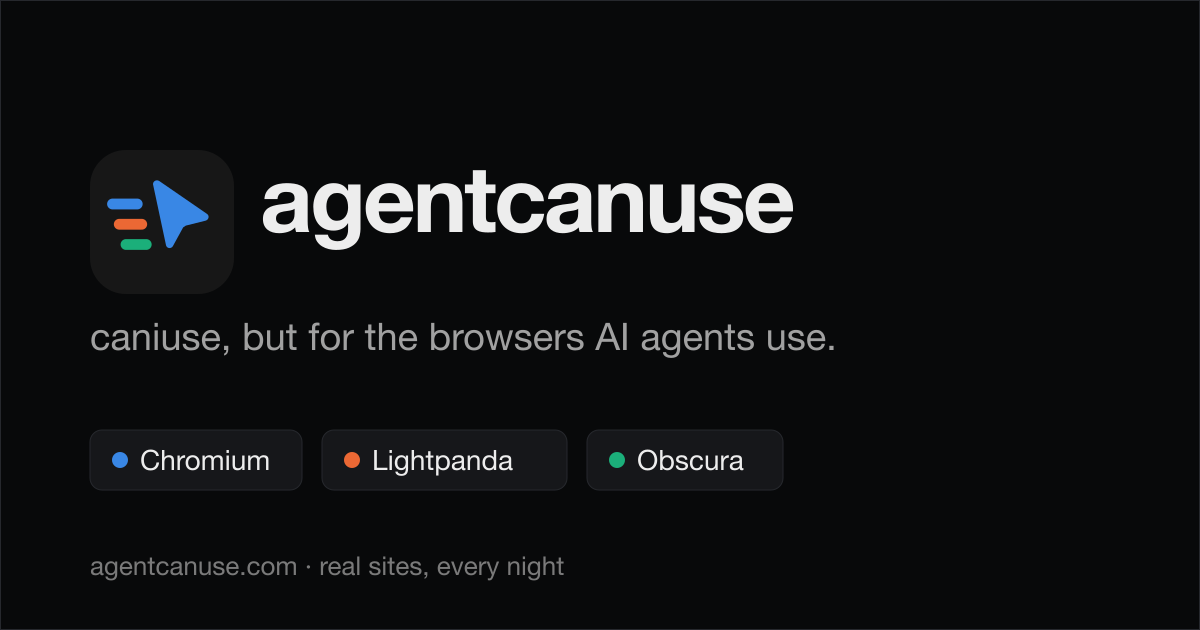 agentcanuse
caniuse, but for the browsers AI agents use.
Chromium
Lightpanda
Obscura
agentcanuse.com · real sites, every night